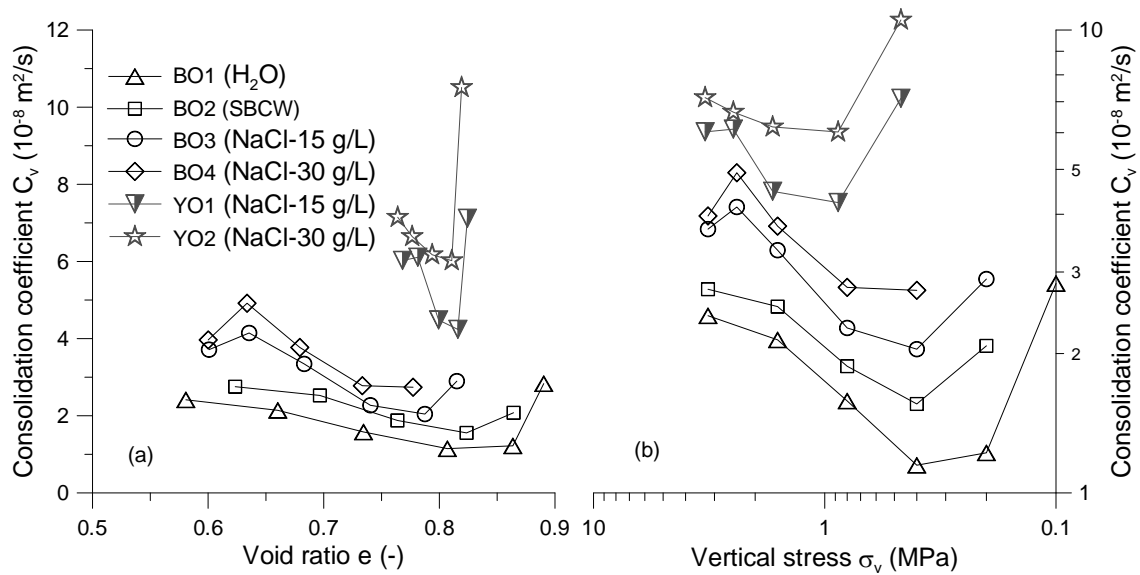 Consolidation coefficient Cᵥ (10⁻⁸ m²/s)
12
10
8
6
4
2
0
BO1 (H₂O)
BO2 (SBCW)
BO3 (NaCl-15 g/L)
BO4 (NaCl-30 g/L)
YO1 (NaCl-15 g/L)
YO2 (NaCl-30 g/L)
(a)
0.5 0.6 0.7 0.8 0.9
Void ratio e (-)
(b)
10 1 0.1
Vertical stress σᵥ (MPa)
10
5
4
3
2
1
Consolidation coefficient Cᵥ (10⁻⁸ m²/s)